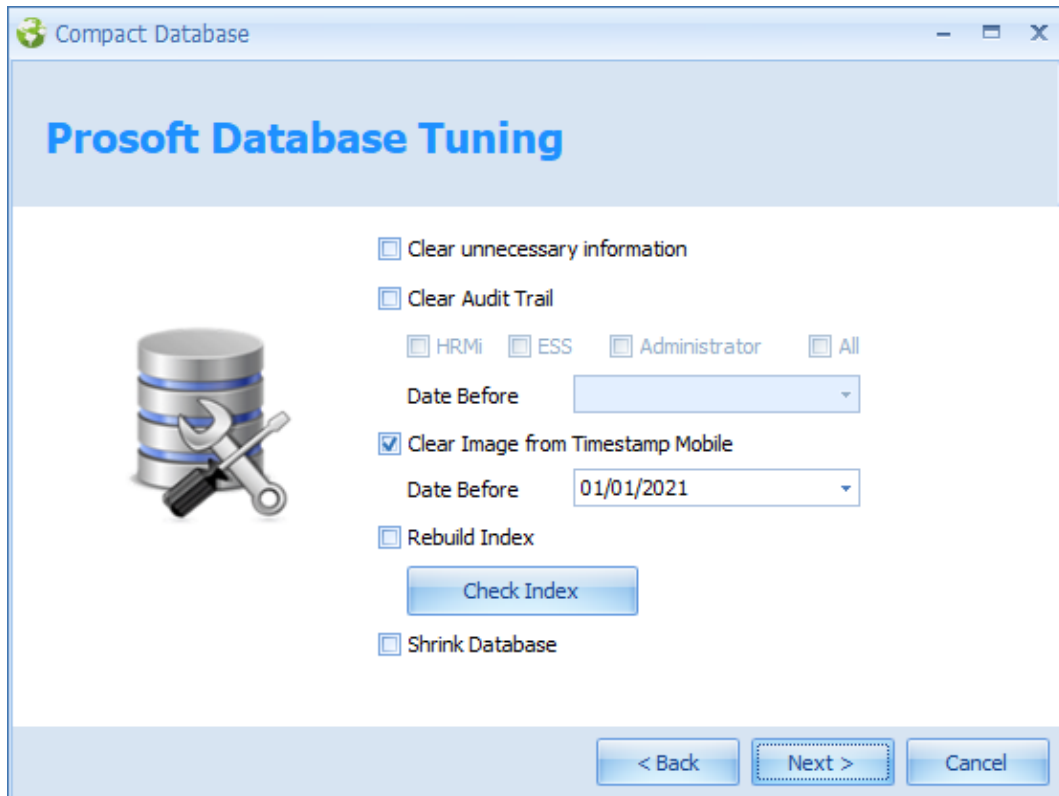 Compact Database
Prosoft Database Tuning
Clear unnecessary information
Clear Audit Trail
HRMi ESS Administrator All
Date Before
Clear Image from Timestamp Mobile
Date Before 01/01/2021
Rebuild Index
Check Index
Shrink Database
< Back Next > Cancel